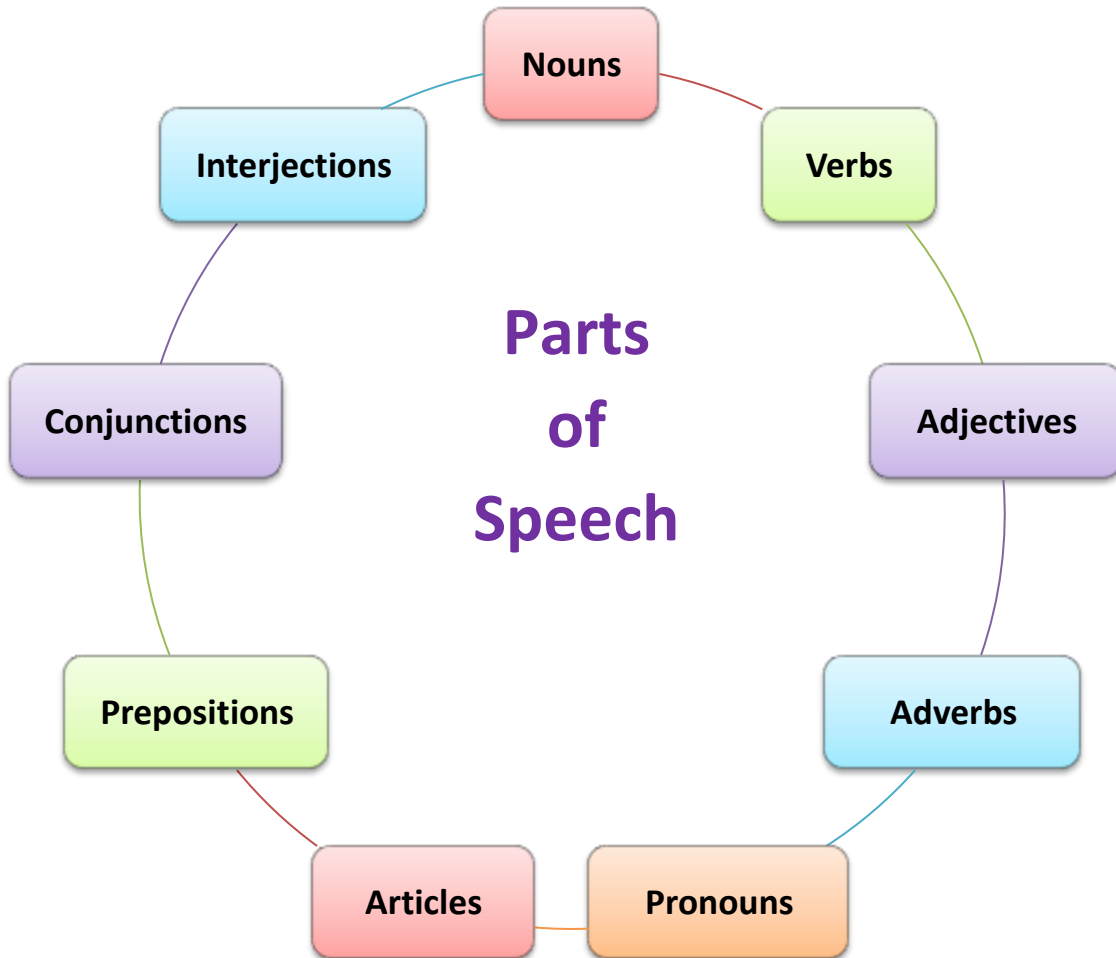 Nouns
Verbs
Adjectives
Adverbs
Pronouns
Articles
Prepositions
Conjunctions
Interjections
Parts
of
Speech